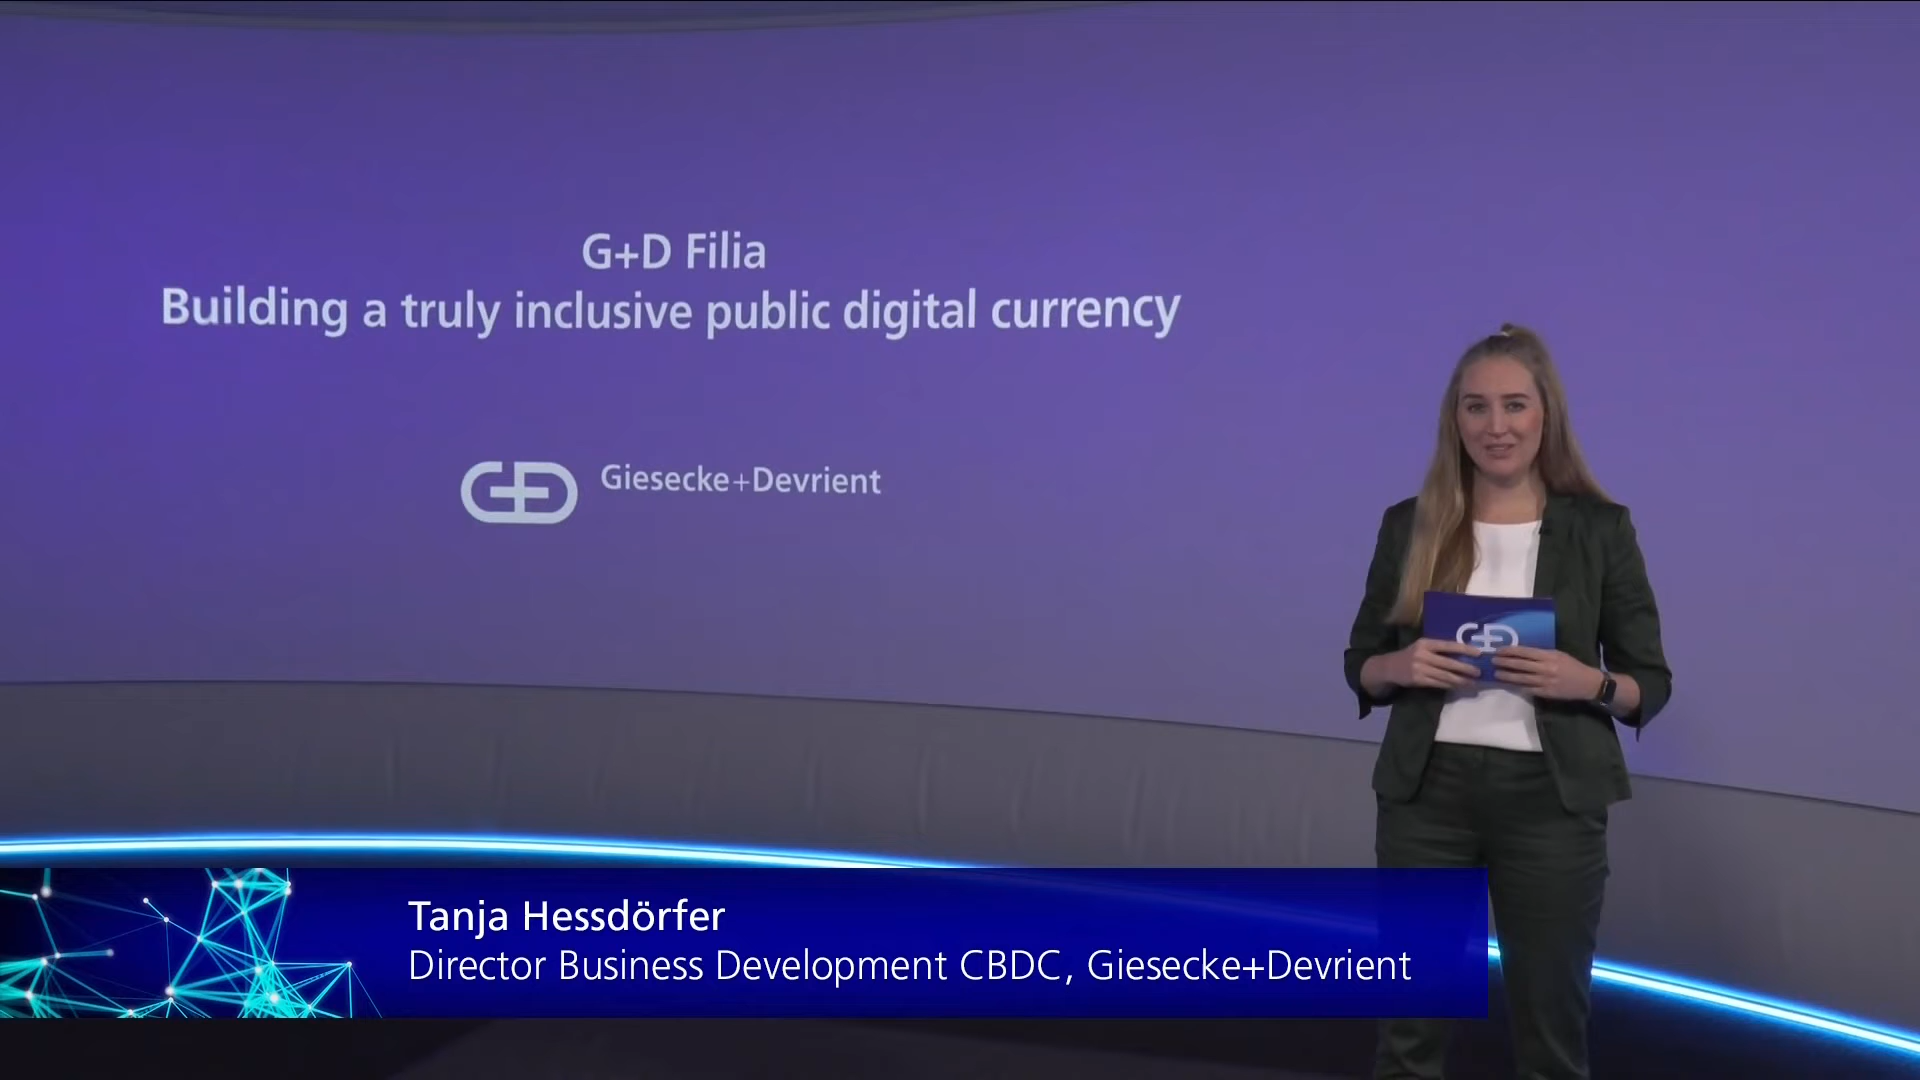 G+D Filia
Building a truly inclusive public digital currency
G+D Giesecke+Devrient
G+D
Tanja Hessdörfer
Director Business Development CBDC, Giesecke+Devrient